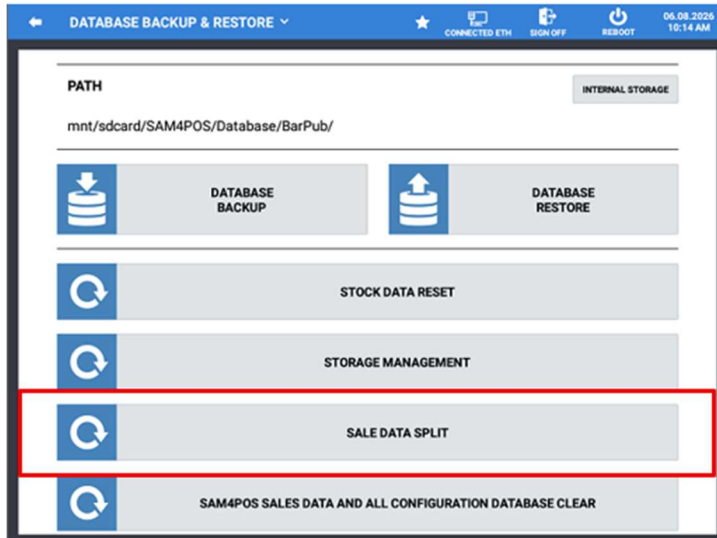 DATABASE BACKUP & RESTORE
CONNECTED ETH
SIGN OFF
REBOOT
06.08.2026
10:14 AM
PATH
INTERNAL STORAGE
mnt/sdcard/SAM4POS/Database/BarPub/
DATABASE
BACKUP
DATABASE
RESTORE
STOCK DATA RESET
STORAGE MANAGEMENT
SALE DATA SPLIT
SAM4POS SALES DATA AND ALL CONFIGURATION DATABASE CLEAR